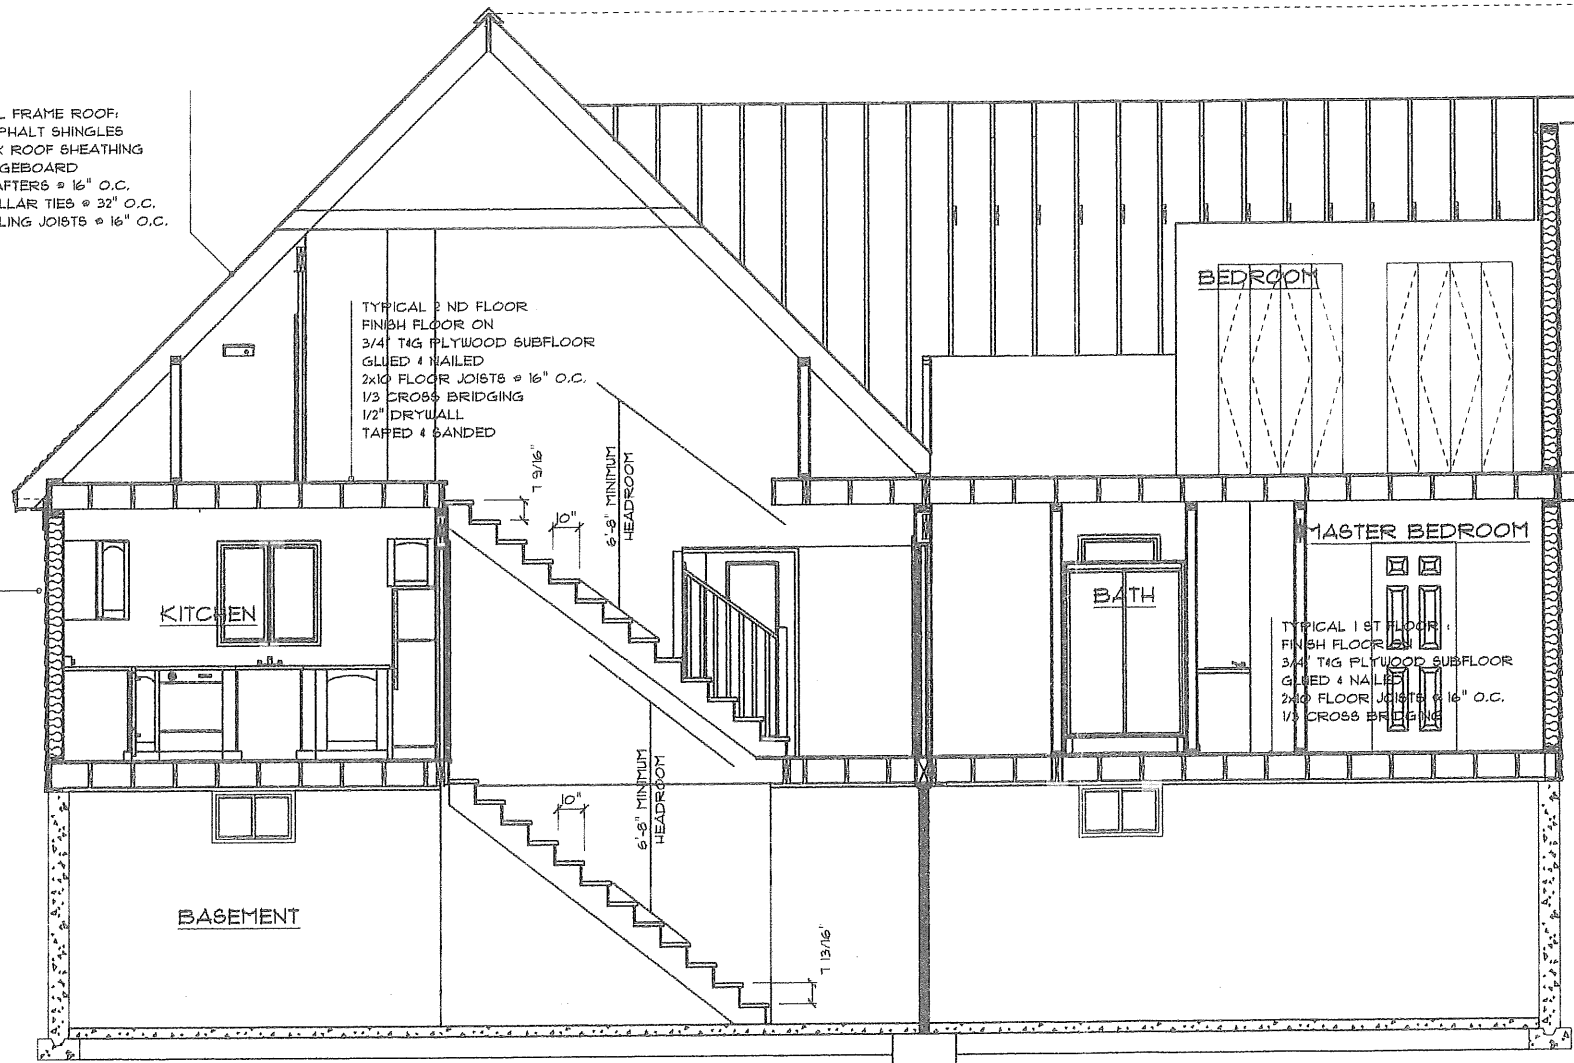 L FRAME ROOF:
PHALT SHINGLES
X ROOF SHEATHING
GEBOARD
AFTERS @ 16" O.C.
LLAR TIES @ 32" O.C.
LING JOISTS @ 16" O.C.
BEDROOM
TYPICAL 2 ND FLOOR
FINISH FLOOR ON
3/4" T&G PLYWOOD SUBFLOOR
GLUED & NAILED
2x10 FLOOR JOISTS @ 16" O.C.
1/3 CROSS BRIDGING
1/2" DRYWALL
TAPED & SANDED
7 9/16"
10"
6'-8" MINIMUM
HEADROOM
KITCHEN
BATH
MASTER BEDROOM
TYPICAL 1 ST FLOOR :
FINISH FLOOR ON
3/4" T&G PLYWOOD SUBFLOOR
GLUED & NAILED
2x10 FLOOR JOISTS @ 16" O.C.
1/3 CROSS BRIDGING
10"
6'-8" MINIMUM
HEADROOM
BASEMENT
7 13/16"